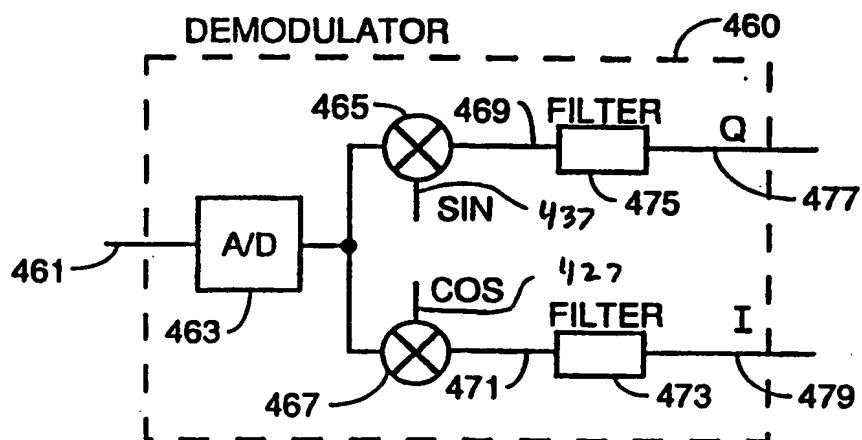 DEMODULATOR
460
465
469
FILTER
Q
SIN
437
475
477
A/D
461
463
COS
427
FILTER
I
467
471
473
479